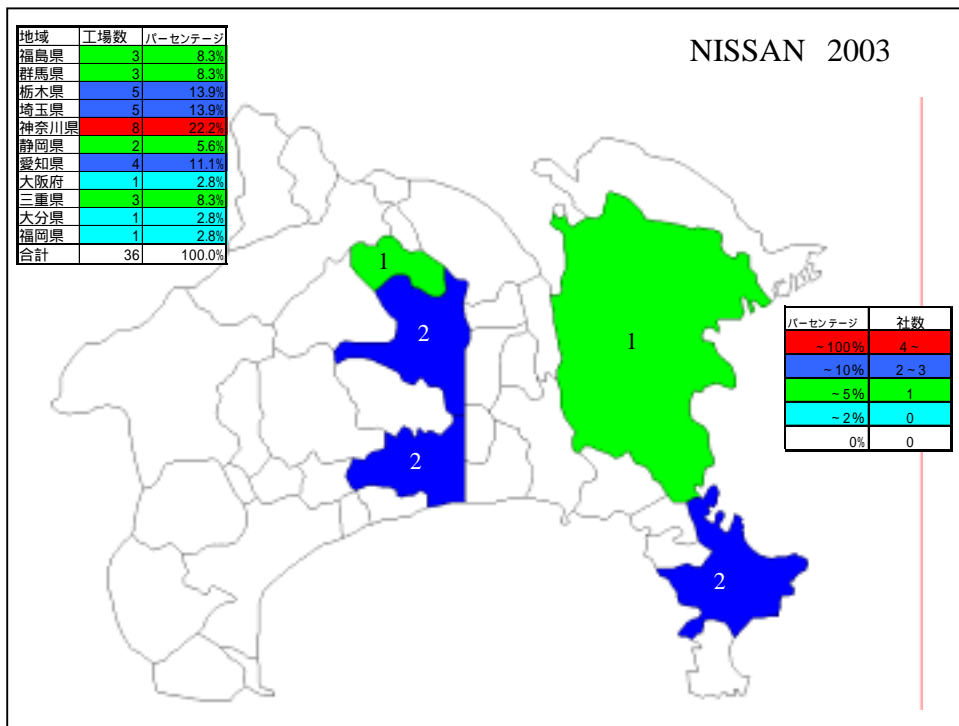 地域 工場数 パーセンテージ
福島県 3 8.3%
群馬県 3 8.3%
栃木県 5 13.9%
埼玉県 5 13.9%
神奈川県 8 22.2%
静岡県 2 5.6%
愛知県 4 11.1%
大阪府 1 2.8%
三重県 3 8.3%
大分県 1 2.8%
福岡県 1 2.8%
合計 36 100.0%
NISSAN 2003
1
2
2
1
2
パーセンテージ 社数
~100% 4~
~10% 2~3
~5% 1
~2% 0
0% 0